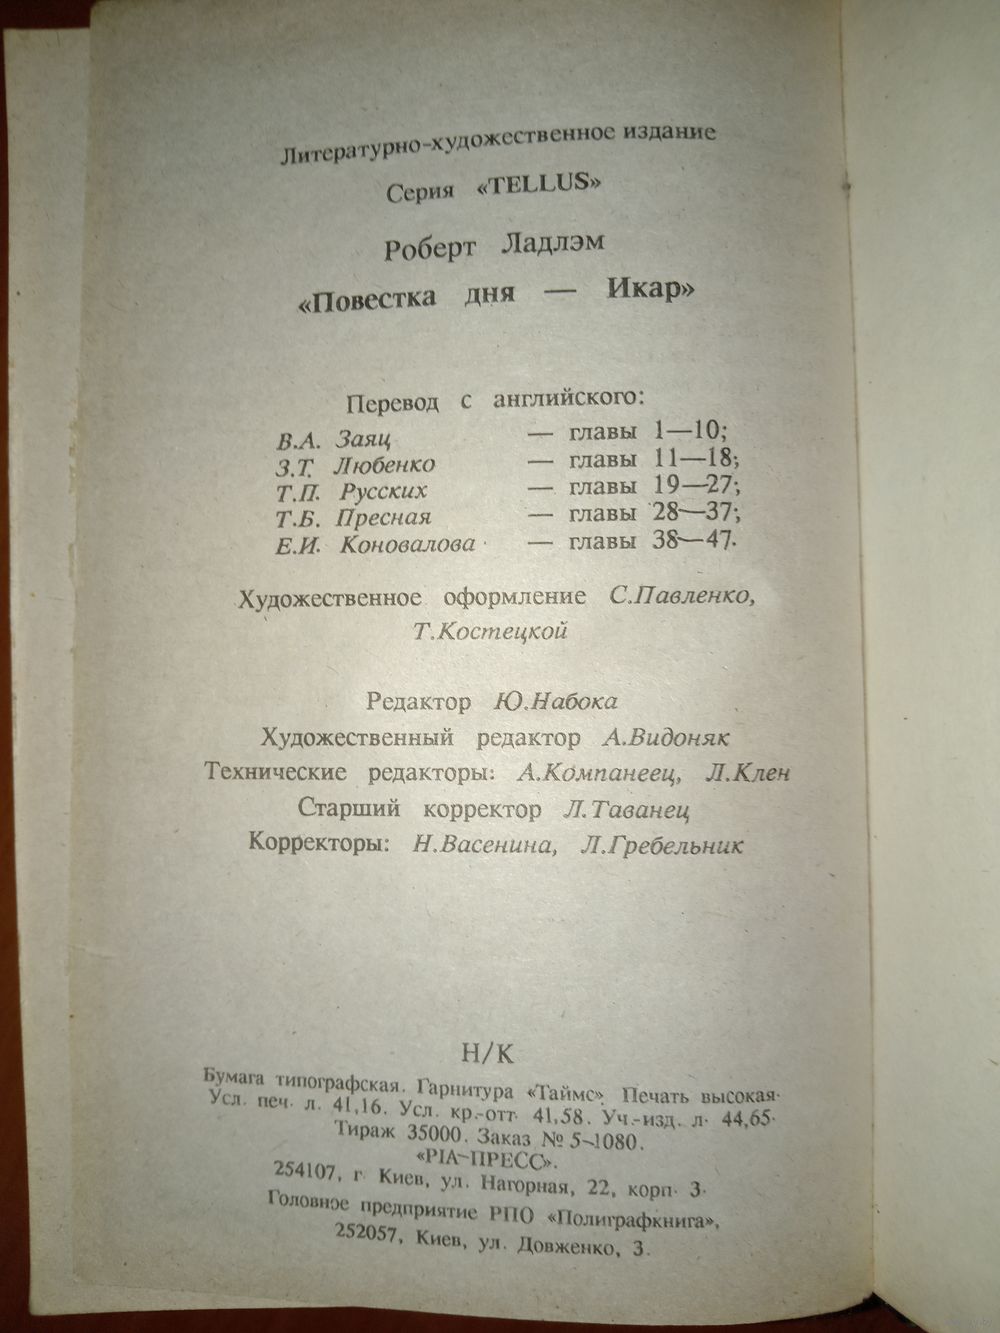 Литературно-художественное издание
Серия «TELLUS»
Роберт Ладлэм
«Повестка дня — Икар»
Перевод с английского:
В.А. Заяц — главы 1—10;
З.Т. Любенко — главы 11—18;
Т.П. Русских — главы 19—27;
Т.Б. Пресная — главы 28—37;
Е.И. Коновалова — главы 38—47.
Художественное оформление С.Павленко,
Т.Костецкой
Редактор Ю.Набока
Художественный редактор А.Видоняк
Технические редакторы: А.Компанеец, Л.Клен
Старший корректор Л.Таванец
Корректоры: Н.Васенина, Л.Гребельник
Н/К
Бумага типографская. Гарнитура «Таймс». Печать высокая.
Усл. печ. л. 41,16. Усл. кр.-отт. 41,58. Уч.-изд. л. 44,65.
Тираж 35000. Заказ № 5-1080.
«РІА-ПРЕСС».
254107, г. Киев, ул. Нагорная, 22, корп. 3.
Головное предприятие РПО «Полиграфкнига»,
252057, Киев, ул. Довженко, 3.